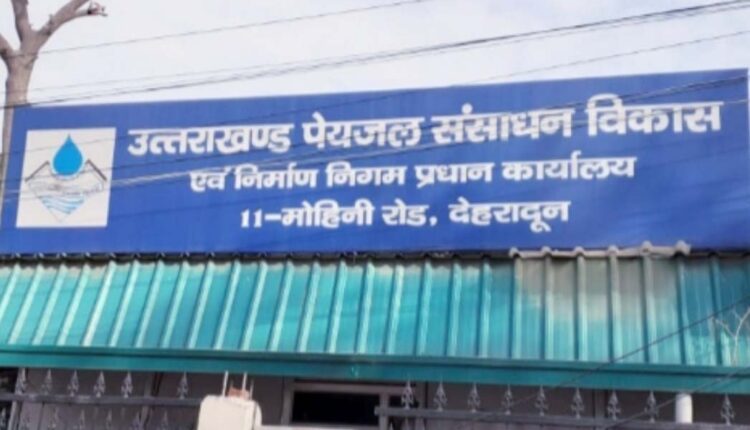 उत्तराखण्ड पेयजल संसाधन विकास
एवं निर्माण निगम प्रधान कार्यालय
11-मोहिनी रोड, देहरादून